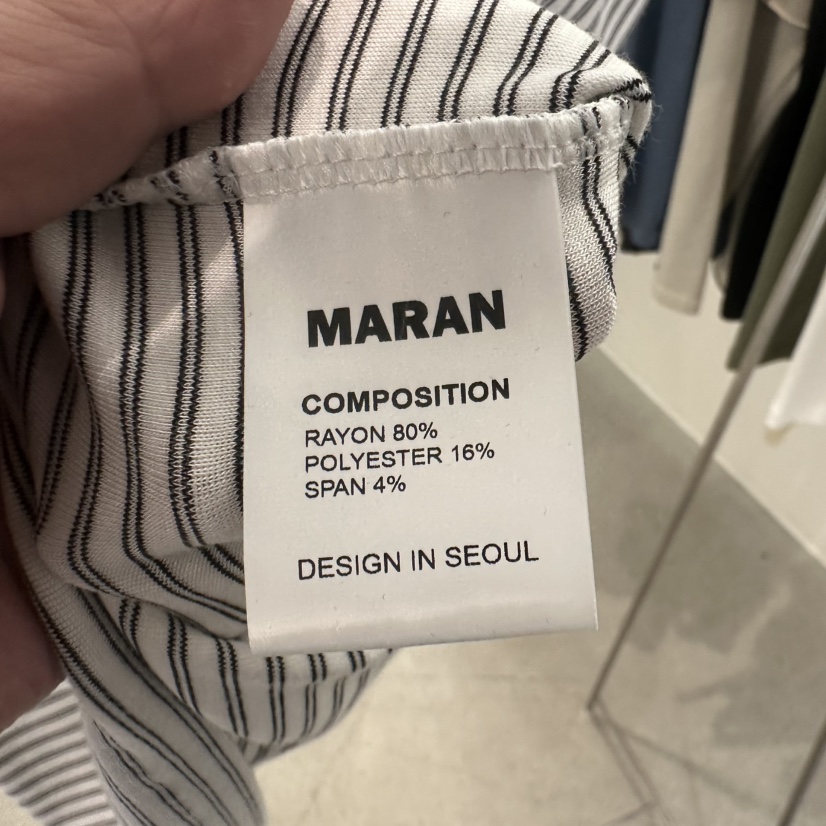 MARAN
COMPOSITION
RAYON 80%
POLYESTER 16%
SPAN 4%
DESIGN IN SEOUL